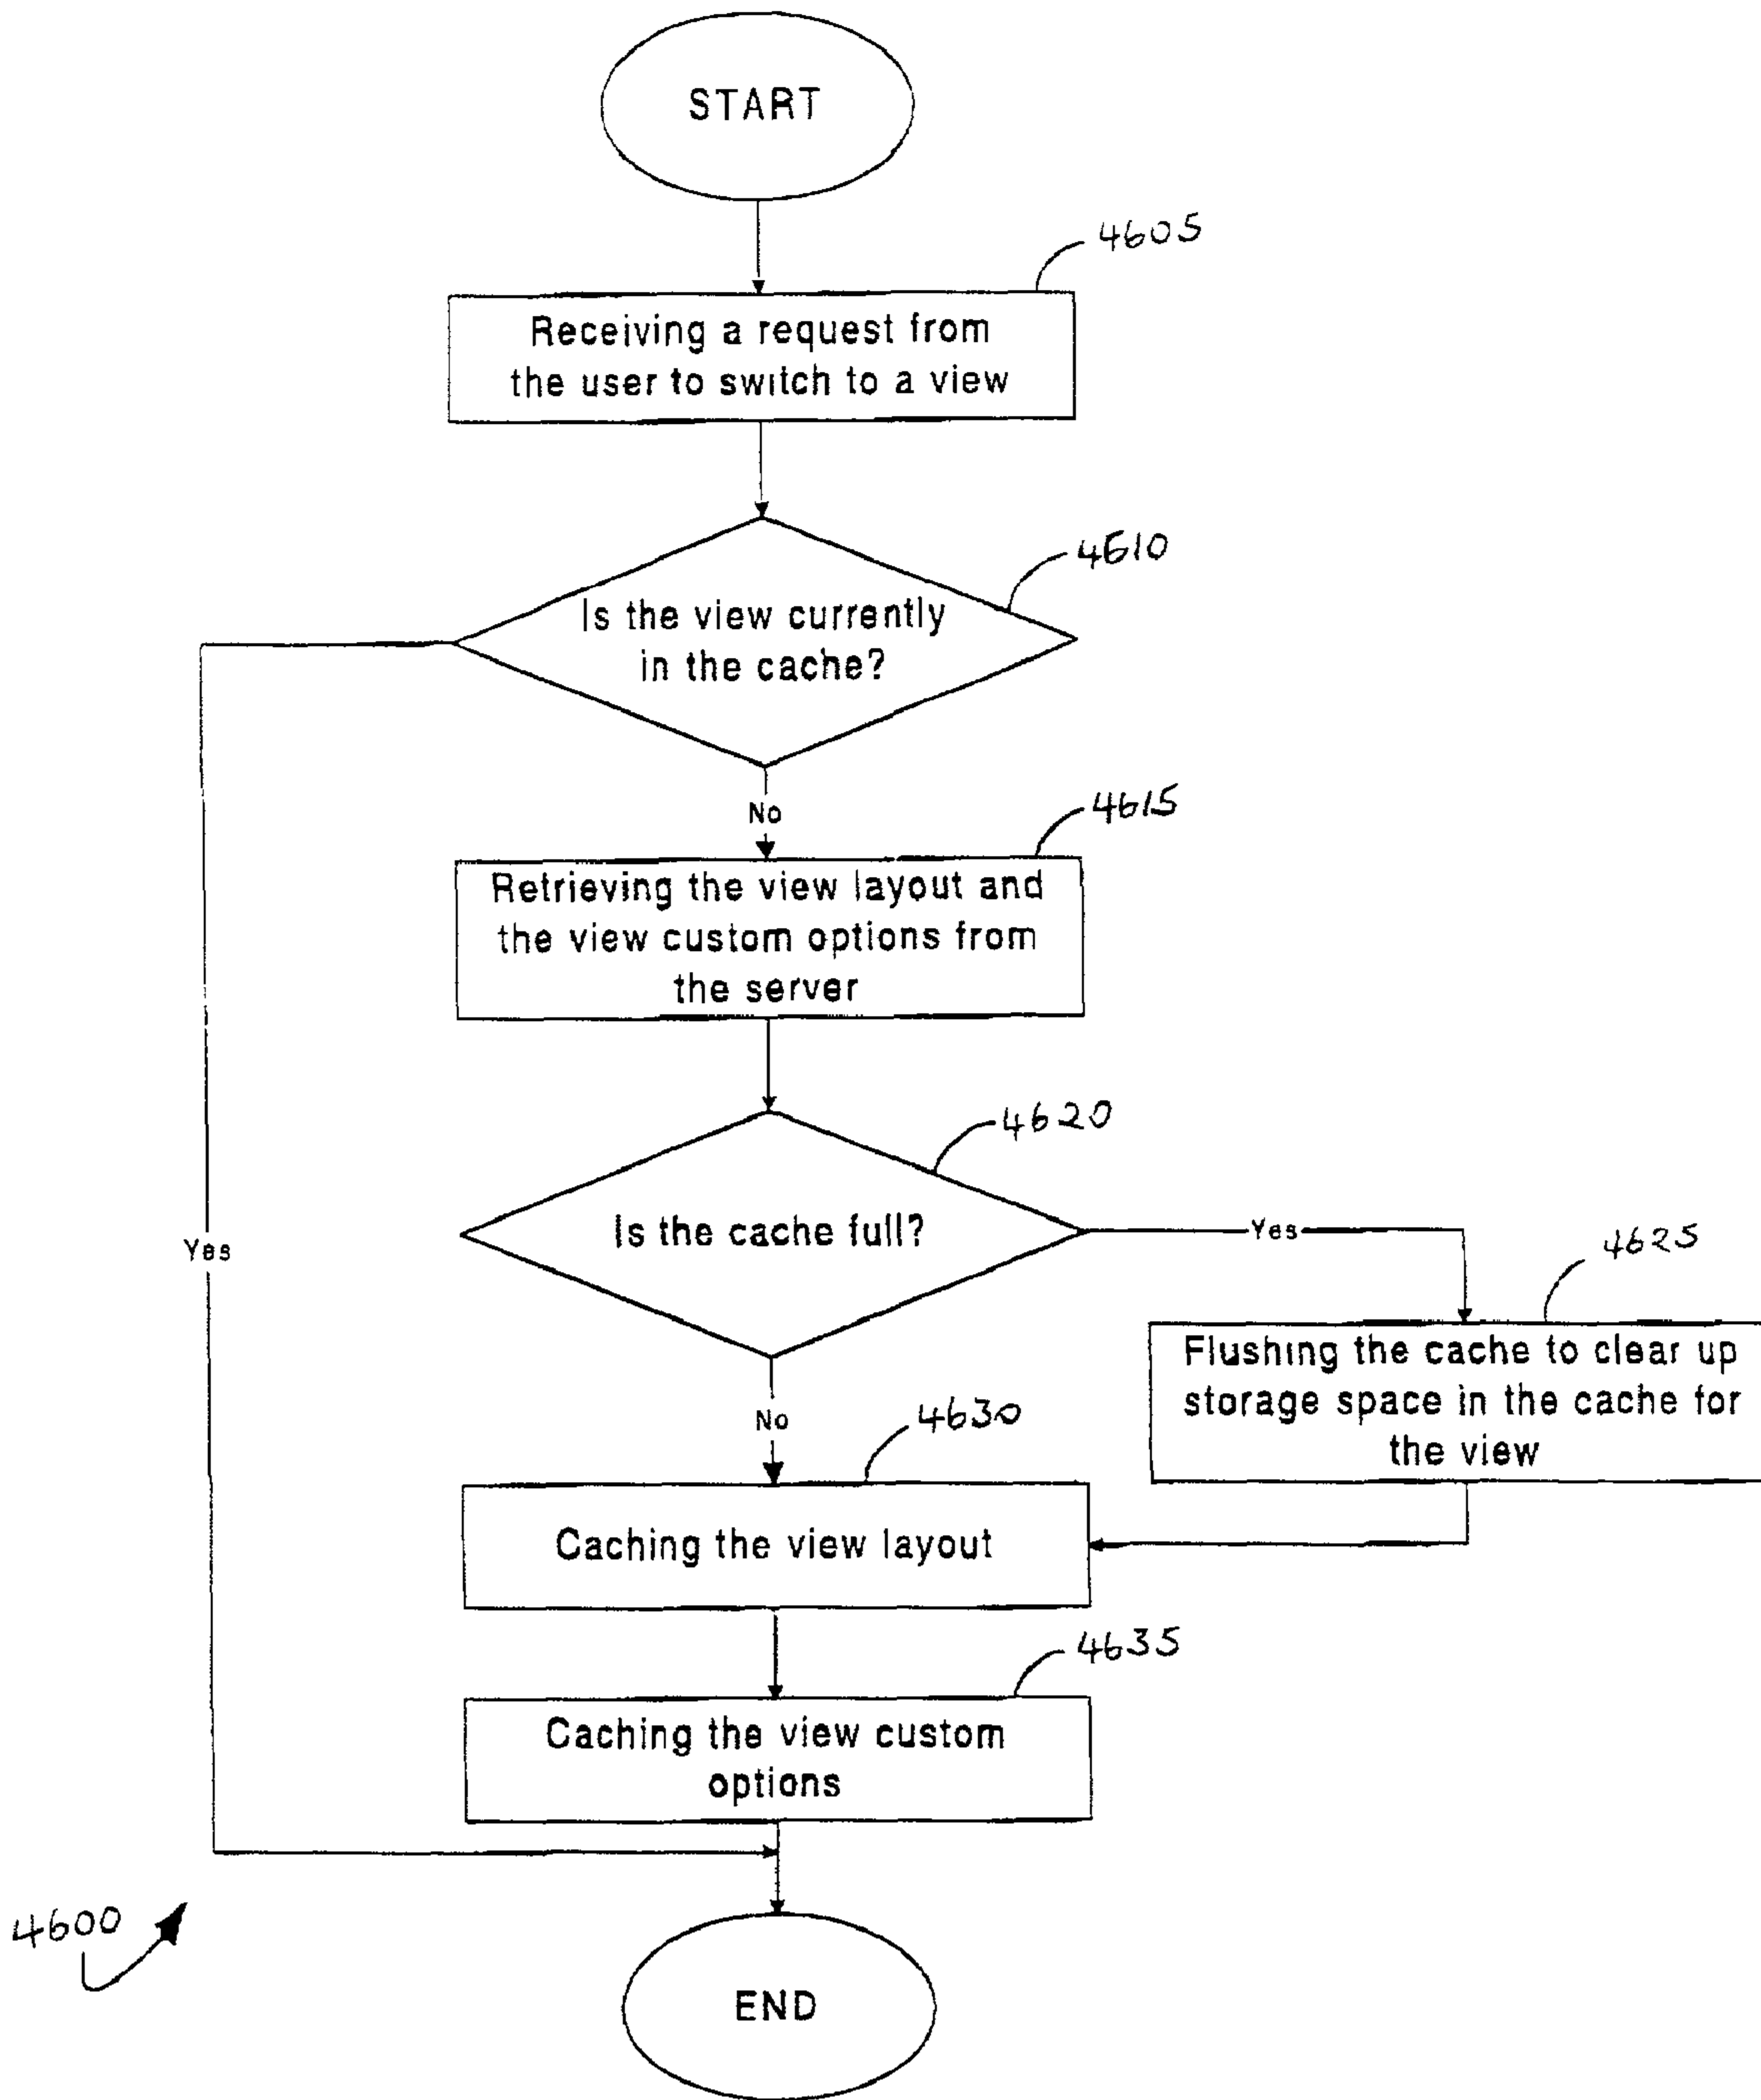 START
4605
Receiving a request from
the user to switch to a view
4610
Is the view currently
in the cache?
No
4615
Retrieving the view layout and
the view custom options from
the server
4620
Is the cache full?
Yes
Yes
4625
Flushing the cache to clear up
storage space in the cache for
the view
No
4630
Caching the view layout
4635
Caching the view custom
options
4600
END